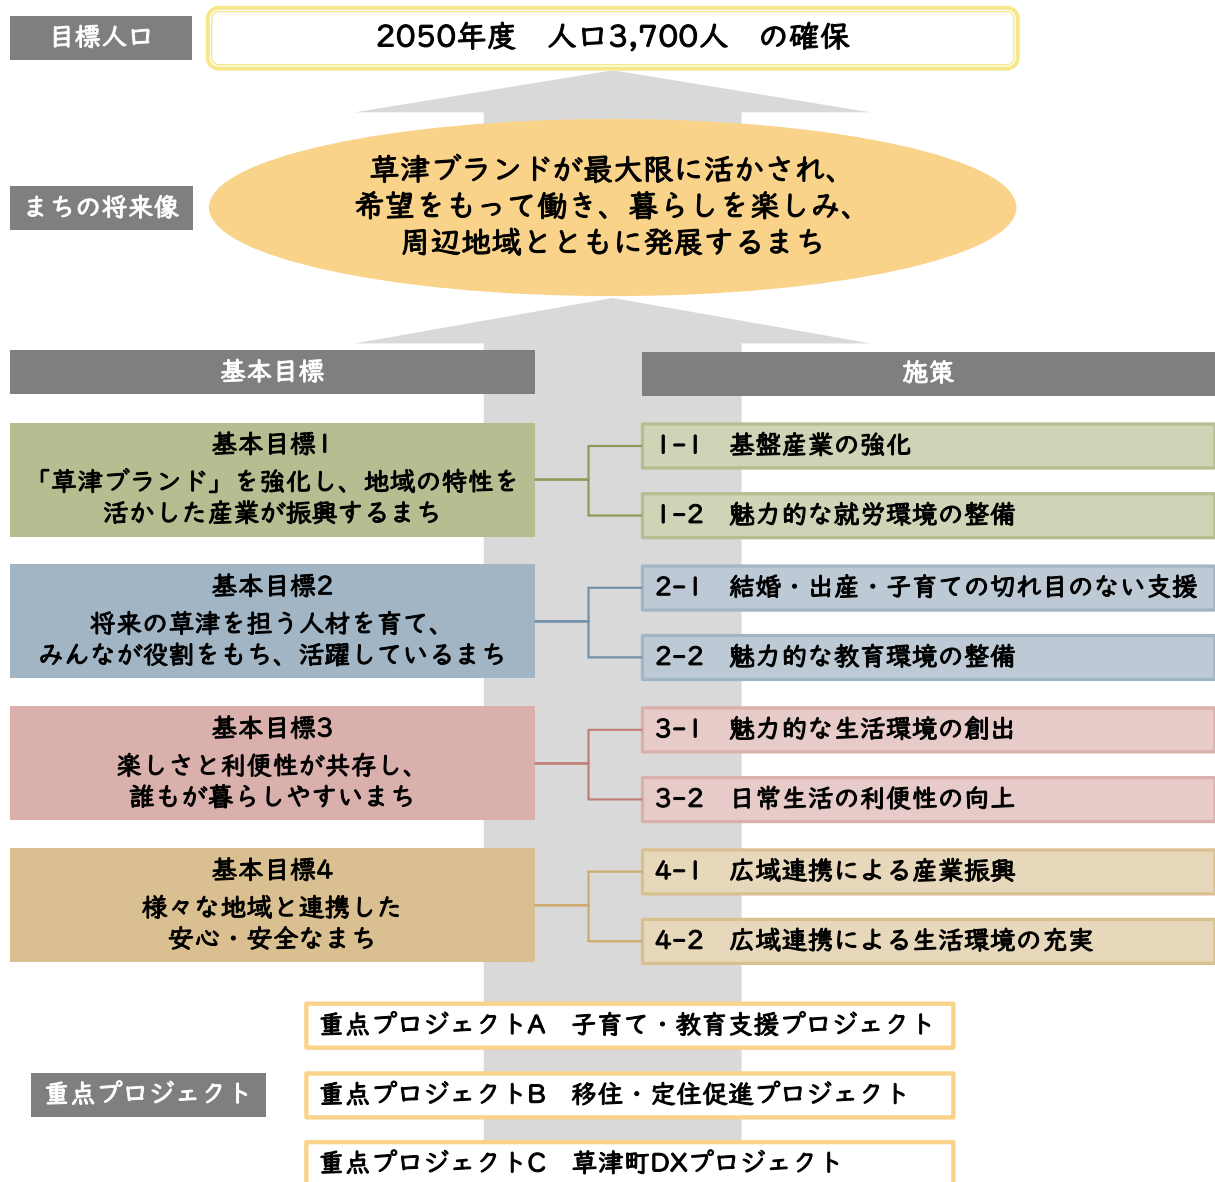 目標人口
2050年度　人口3,700人　の確保
まちの将来像
草津ブランドが最大限に活かされ、
希望をもって働き、暮らしを楽しみ、
周辺地域とともに発展するまち
基本目標
施策
基本目標1
「草津ブランド」を強化し、地域の特性を
活かした産業が振興するまち
1-1　基盤産業の強化
1-2　魅力的な就労環境の整備
基本目標2
将来の草津を担う人材を育て、
みんなが役割をもち、活躍しているまち
2-1　結婚・出産・子育ての切れ目のない支援
2-2　魅力的な教育環境の整備
基本目標3
楽しさと利便性が共存し、
誰もが暮らしやすいまち
3-1　魅力的な生活環境の創出
3-2　日常生活の利便性の向上
基本目標4
様々な地域と連携した
安心・安全なまち
4-1　広域連携による産業振興
4-2　広域連携による生活環境の充実
重点プロジェクト
重点プロジェクトA　子育て・教育支援プロジェクト
重点プロジェクトB　移住・定住促進プロジェクト
重点プロジェクトC　草津町DXプロジェクト